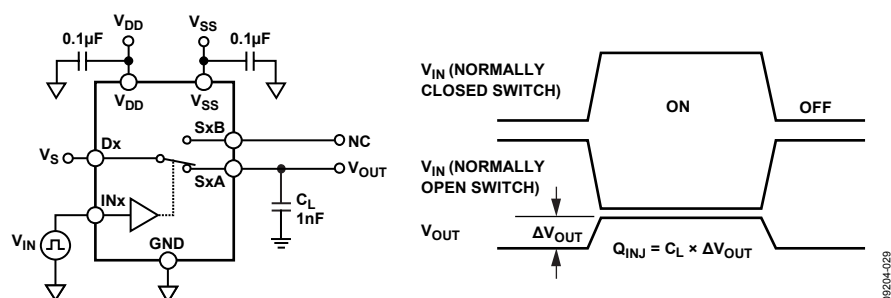 VDD
VSS
0.1µF
0.1µF
VDD
VSS
SxB
NC
VS
Dx
SxA
VOUT
INx
CL
1nF
VIN
GND
VIN (NORMALLY
CLOSED SWITCH)
ON
OFF
VIN (NORMALLY
OPEN SWITCH)
VOUT
ΔVOUT
QINJ = CL × ΔVOUT
09204-029